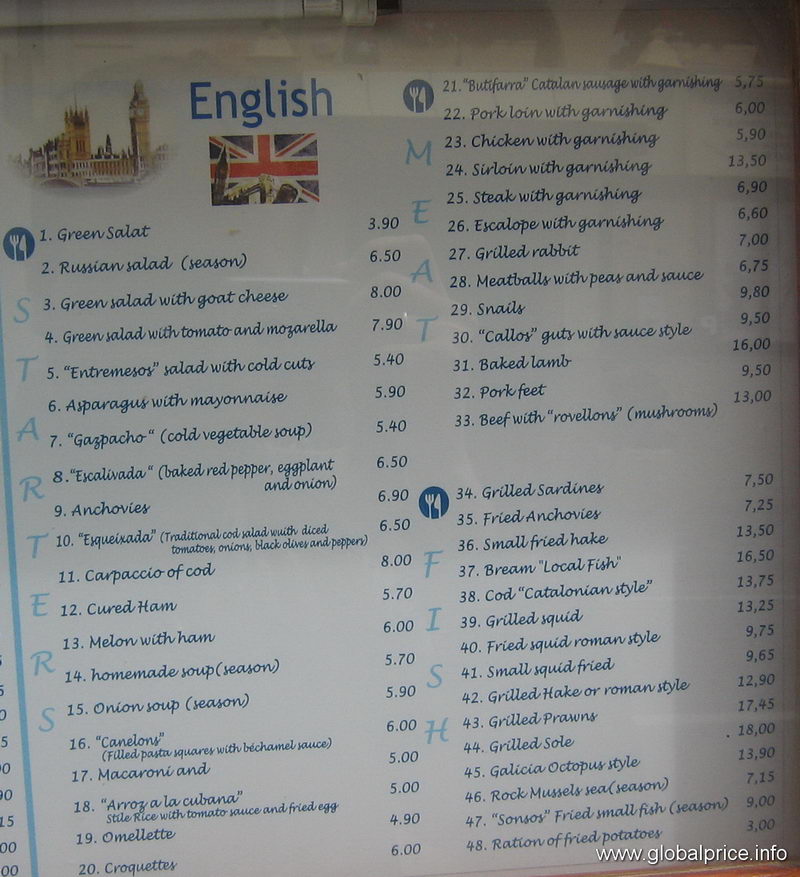 English
STARTERS
1. Green Salat 3.90
2. Russian salad (season) 6.50
3. Green salad with goat cheese 8.00
4. Green salad with tomato and mozarella 7.90
5. "Entremesos" salad with cold cuts 5.40
6. Asparagus with mayonnaise 5.90
7. "Gazpacho" (cold vegetable soup) 5.40
8. "Escalivada" (baked red pepper, eggplant 6.50
and onion)
9. Anchovies 6.90
10. "Esqueixada" (Traditional cod salad wuith diced 6.50
tomatoes, onions, black olives and peppers)
11. Carpaccio of cod 8.00
12. Cured Ham 5.70
13. Melon with ham 6.00
14. homemade soup(season) 5.70
15. Onion soup (season) 5.90
16. "Canelons" 6.00
(Filled pasta squares with béchamel sauce)
17. Macaroni and 5.00
18. "Arroz a la cubana" 5.00
Stile Rice with tomato sauce and fried egg
19. Omellette 4.90
20. Croquettes 6.00
MEAT
21. "Butifarra" Catalan sausage with garnishing 5,75
22. Pork loin with garnishing 6,00
23. Chicken with garnishing 5,90
24. Sirloin with garnishing 13,50
25. Steak with garnishing 6,90
26. Escalope with garnishing 6,60
27. Grilled rabbit 7,00
28. Meatballs with peas and sauce 6,75
29. Snails 9,80
30. "Callos" guts with sauce style 9,50
31. Baked lamb 16,00
32. Pork feet 9,50
33. Beef with "rovellons" (mushrooms) 13,00
FISH
34. Grilled Sardines 7,50
35. Fried Anchovies 7,25
36. Small fried hake 13,50
37. Bream "Local Fish" 16,50
38. Cod "Catalonian style" 13,75
39. Grilled squid 13,25
40. Fried squid roman style 9,75
41. Small squid fried 9,65
42. Grilled Hake or roman style 12,90
43. Grilled Prawns 17,45
44. Grilled Sole . 18,00
45. Galicia Octopus style 13,90
46. Rock Mussels sea(season) 7,15
47. "Sonsos" Fried small fish (season) 9,00
48. Ration of fried potatoes 3,00
www.globalprice.info